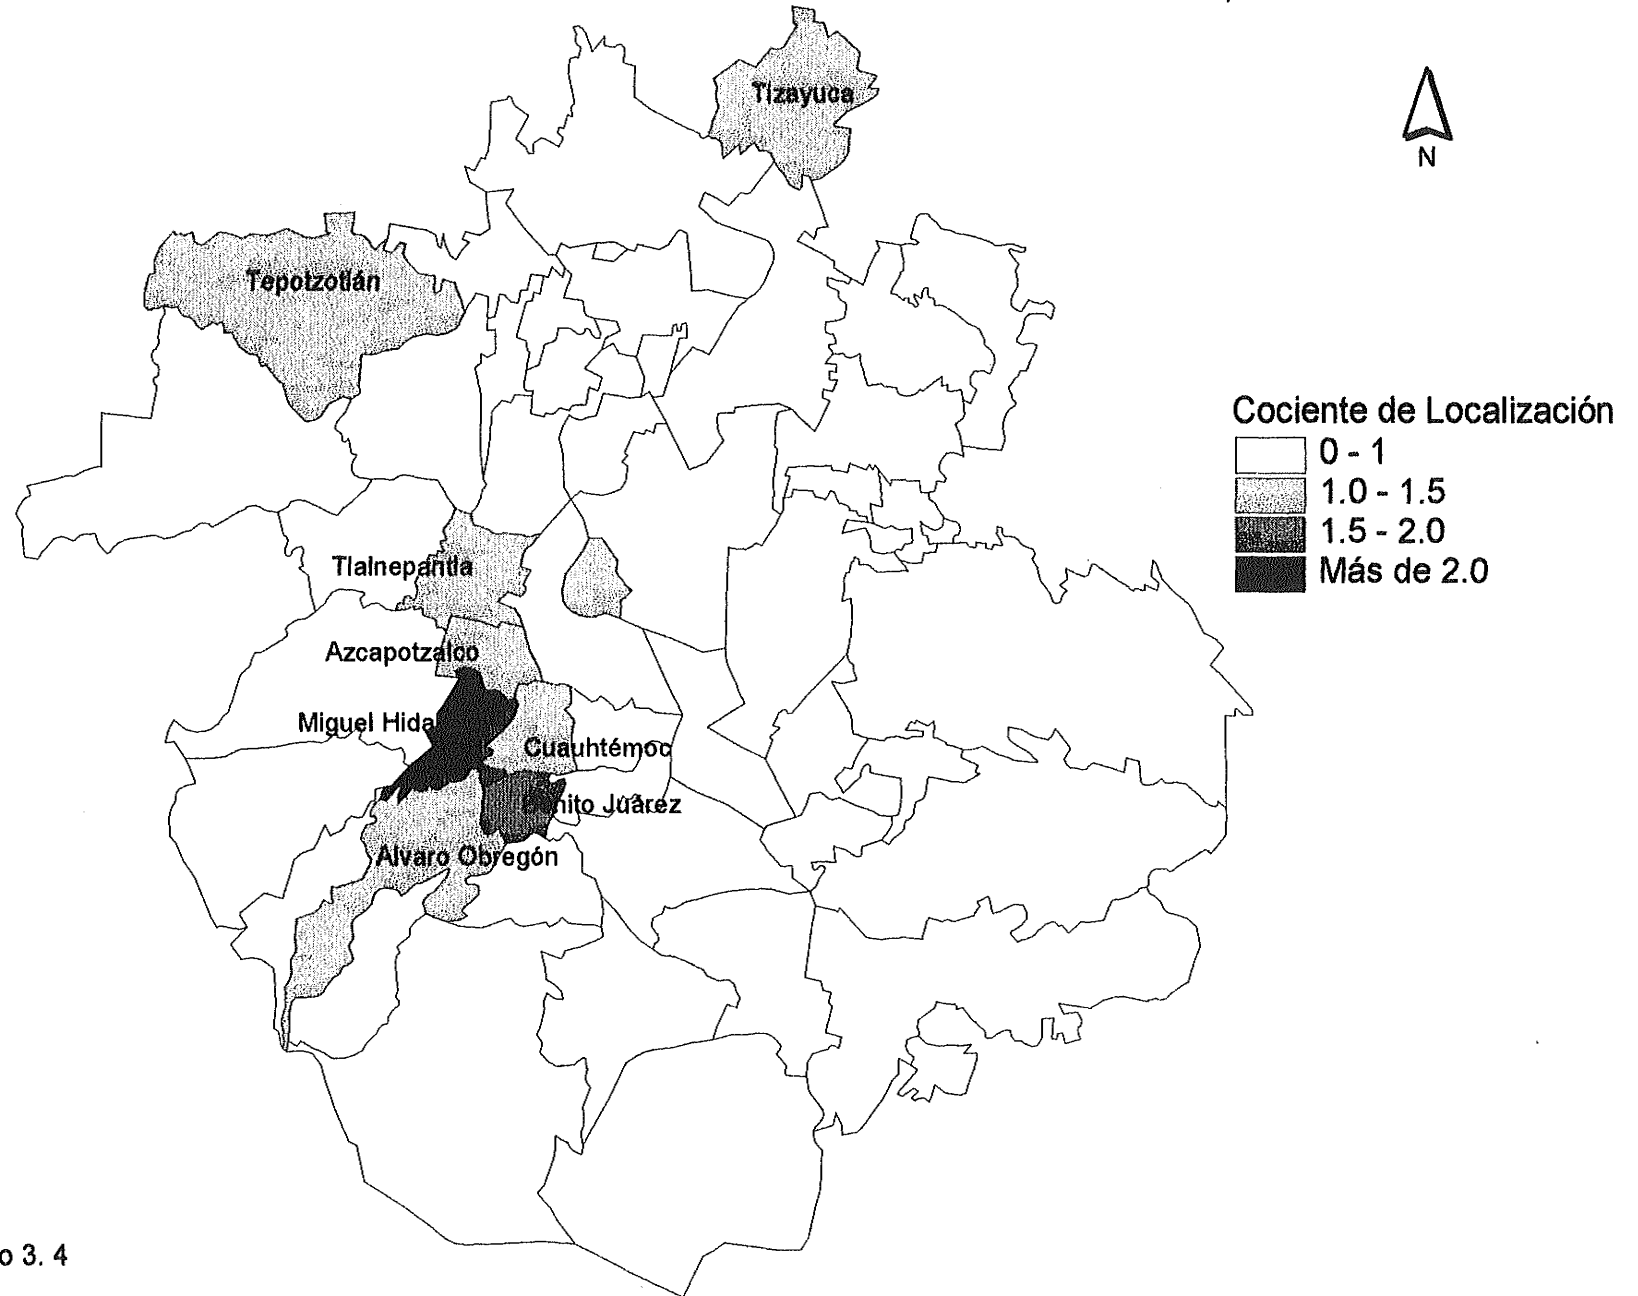 Tizayuca
N
Tepotzotlán
Cociente de Localización
0 - 1
1.0 - 1.5
1.5 - 2.0
Más de 2.0
Tlalnepantla
Azcapotzalco
Miguel Hida
Cuauhtémoc
Benito Juárez
Alvaro Obregón
o 3. 4